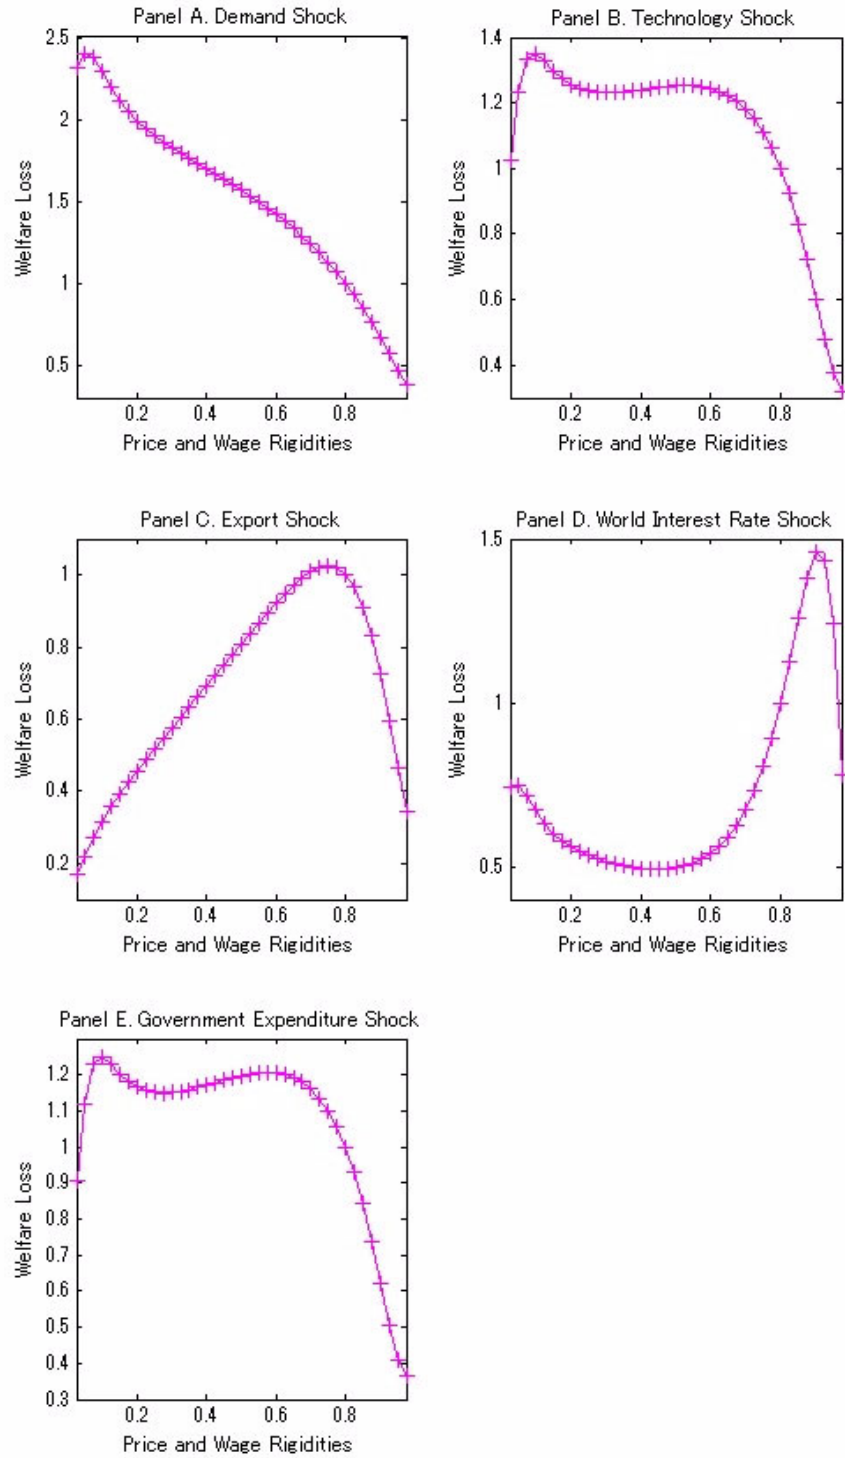 Panel A. Demand Shock
2.5
2
1.5
1
0.5
Welfare Loss
0.2 0.4 0.6 0.8
Price and Wage Rigidities
Panel B. Technology Shock
1.4
1.2
1
0.8
0.6
0.4
Welfare Loss
0.2 0.4 0.6 0.8
Price and Wage Rigidities
Panel C. Export Shock
1
0.8
0.6
0.4
0.2
Welfare Loss
0.2 0.4 0.6 0.8
Price and Wage Rigidities
Panel D. World Interest Rate Shock
1.5
1
0.5
Welfare Loss
0.2 0.4 0.6 0.8
Price and Wage Rigidities
Panel E. Government Expenditure Shock
1.2
1.1
1
0.9
0.8
0.7
0.6
0.5
0.4
0.3
Welfare Loss
0.2 0.4 0.6 0.8
Price and Wage Rigidities